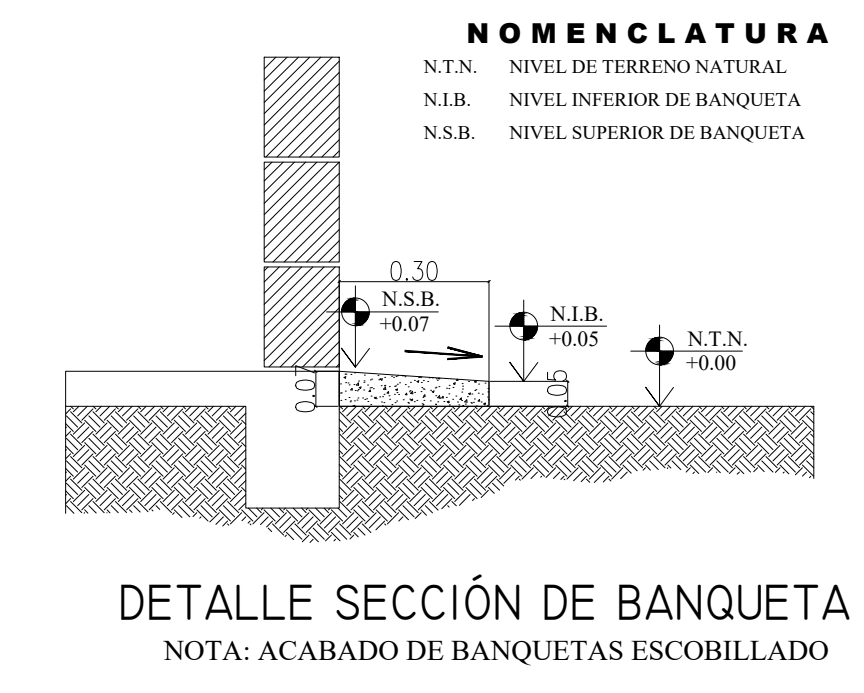 NOMENCLATURA
N.T.N. NIVEL DE TERRENO NATURAL
N.I.B. NIVEL INFERIOR DE BANQUETA
N.S.B. NIVEL SUPERIOR DE BANQUETA
0.30
N.S.B.
+0.07
N.I.B.
+0.05
N.T.N.
+0.00
0.07
0.05
DETALLE SECCIÓN DE BANQUETA
NOTA: ACABADO DE BANQUETAS ESCOBILLADO